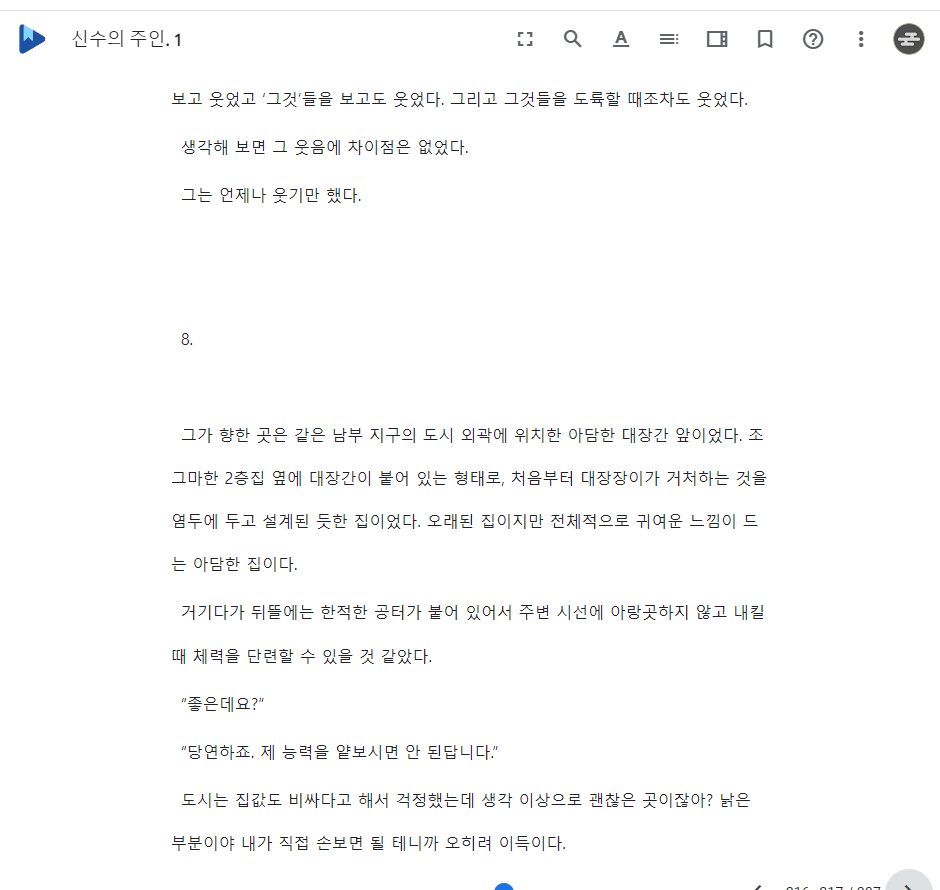 신수의 주인. 1
보고 웃었고 ‘그것’들을 보고도 웃었다. 그리고 그것들을 도륙할 때조차도 웃었다.
생각해 보면 그 웃음에 차이점은 없었다.
그는 언제나 웃기만 했다.
8.
그가 향한 곳은 같은 남부 지구의 도시 외곽에 위치한 아담한 대장간 앞이었다. 조
그마한 2층집 옆에 대장간이 붙어 있는 형태로, 처음부터 대장장이가 거처하는 것을
염두에 두고 설계된 듯한 집이었다. 오래된 집이지만 전체적으로 귀여운 느낌이 드
는 아담한 집이다.
거기다가 뒤뜰에는 한적한 공터가 붙어 있어서 주변 시선에 아랑곳하지 않고 내킬
때 체력을 단련할 수 있을 것 같았다.
“좋은데요?”
“당연하죠. 제 능력을 얕보시면 안 된답니다.”
도시는 집값도 비싸다고 해서 걱정했는데 생각 이상으로 괜찮은 곳이잖아? 낡은
부분이야 내가 직접 손보면 될 테니까 오히려 이득이다.